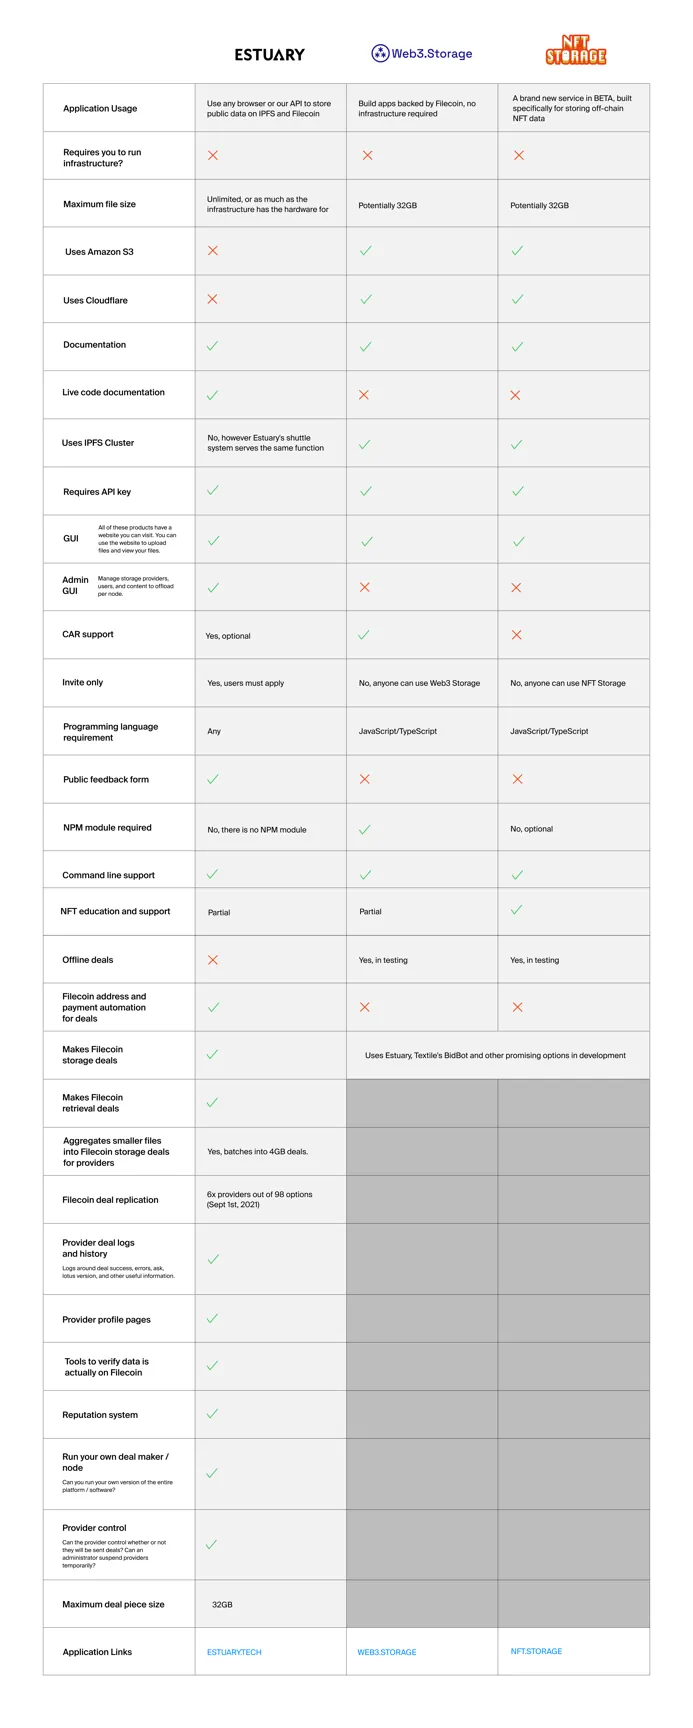 ESTUARY
Web3.Storage
NFT
STORAGE
Application Usage
Use any browser or our API to store
public data on IPFS and Filecoin
Build apps backed by Filecoin, no
infrastructure required
A brand new service in BETA, built
specifically for storing off-chain
NFT data
Requires you to run
infrastructure?
Maximum file size
Unlimited, or as much as the
infrastructure has the hardware for
Potentially 32GB
Potentially 32GB
Uses Amazon S3
Uses Cloudflare
Documentation
Live code documentation
Uses IPFS Cluster
No, however Estuary's shuttle
system serves the same function
Requires API key
GUI
All of these products have a
website you can visit. You can
use the website to upload
files and view your files.
Admin
GUI
Manage storage providers,
users, and content to offload
per node.
CAR support
Yes, optional
Invite only
Yes, users must apply
No, anyone can use Web3 Storage
No, anyone can use NFT Storage
Programming language
requirement
Any
JavaScript/TypeScript
JavaScript/TypeScript
Public feedback form
NPM module required
No, there is no NPM module
No, optional
Command line support
NFT education and support
Partial
Partial
Offline deals
Yes, in testing
Yes, in testing
Filecoin address and
payment automation
for deals
Makes Filecoin
storage deals
Uses Estuary, Textile's BidBot and other promising options in development
Makes Filecoin
retrieval deals
Aggregates smaller files
into Filecoin storage deals
for providers
Yes, batches into 4GB deals.
Filecoin deal replication
6x providers out of 98 options
(Sept 1st, 2021)
Provider deal logs
and history
Logs around deal success, errors, ask,
lotus version, and other useful information.
Provider profile pages
Tools to verify data is
actually on Filecoin
Reputation system
Run your own deal maker /
node
Can you run your own version of the entire
platform / software?
Provider control
Can the provider control whether or not
they will be sent deals? Can an
administrator suspend providers
temporarily?
Maximum deal piece size
32GB
Application Links
ESTUARY.TECH
WEB3.STORAGE
NFT.STORAGE